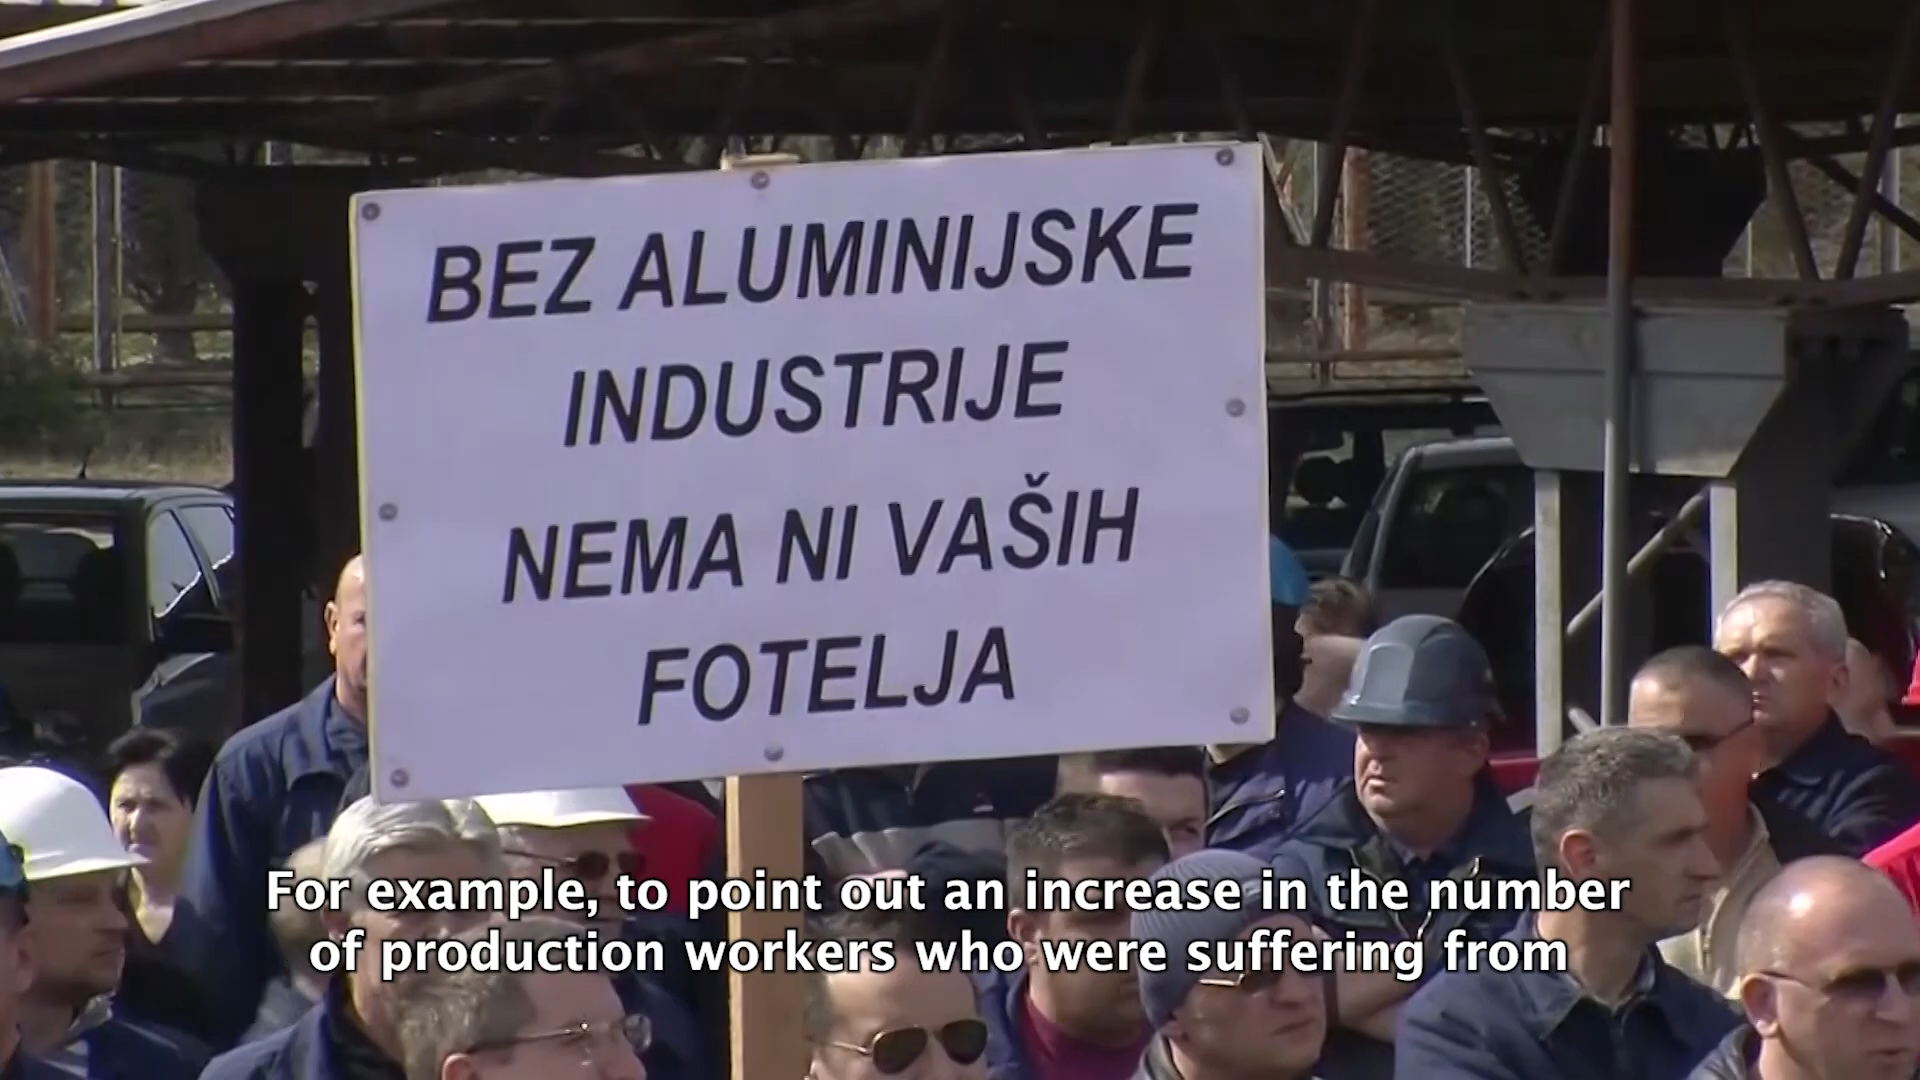 BEZ ALUMINIJSKE
INDUSTRIJE
NEMA NI VAŠIH
FOTELJA
For example, to point out an increase in the number
of production workers who were suffering from